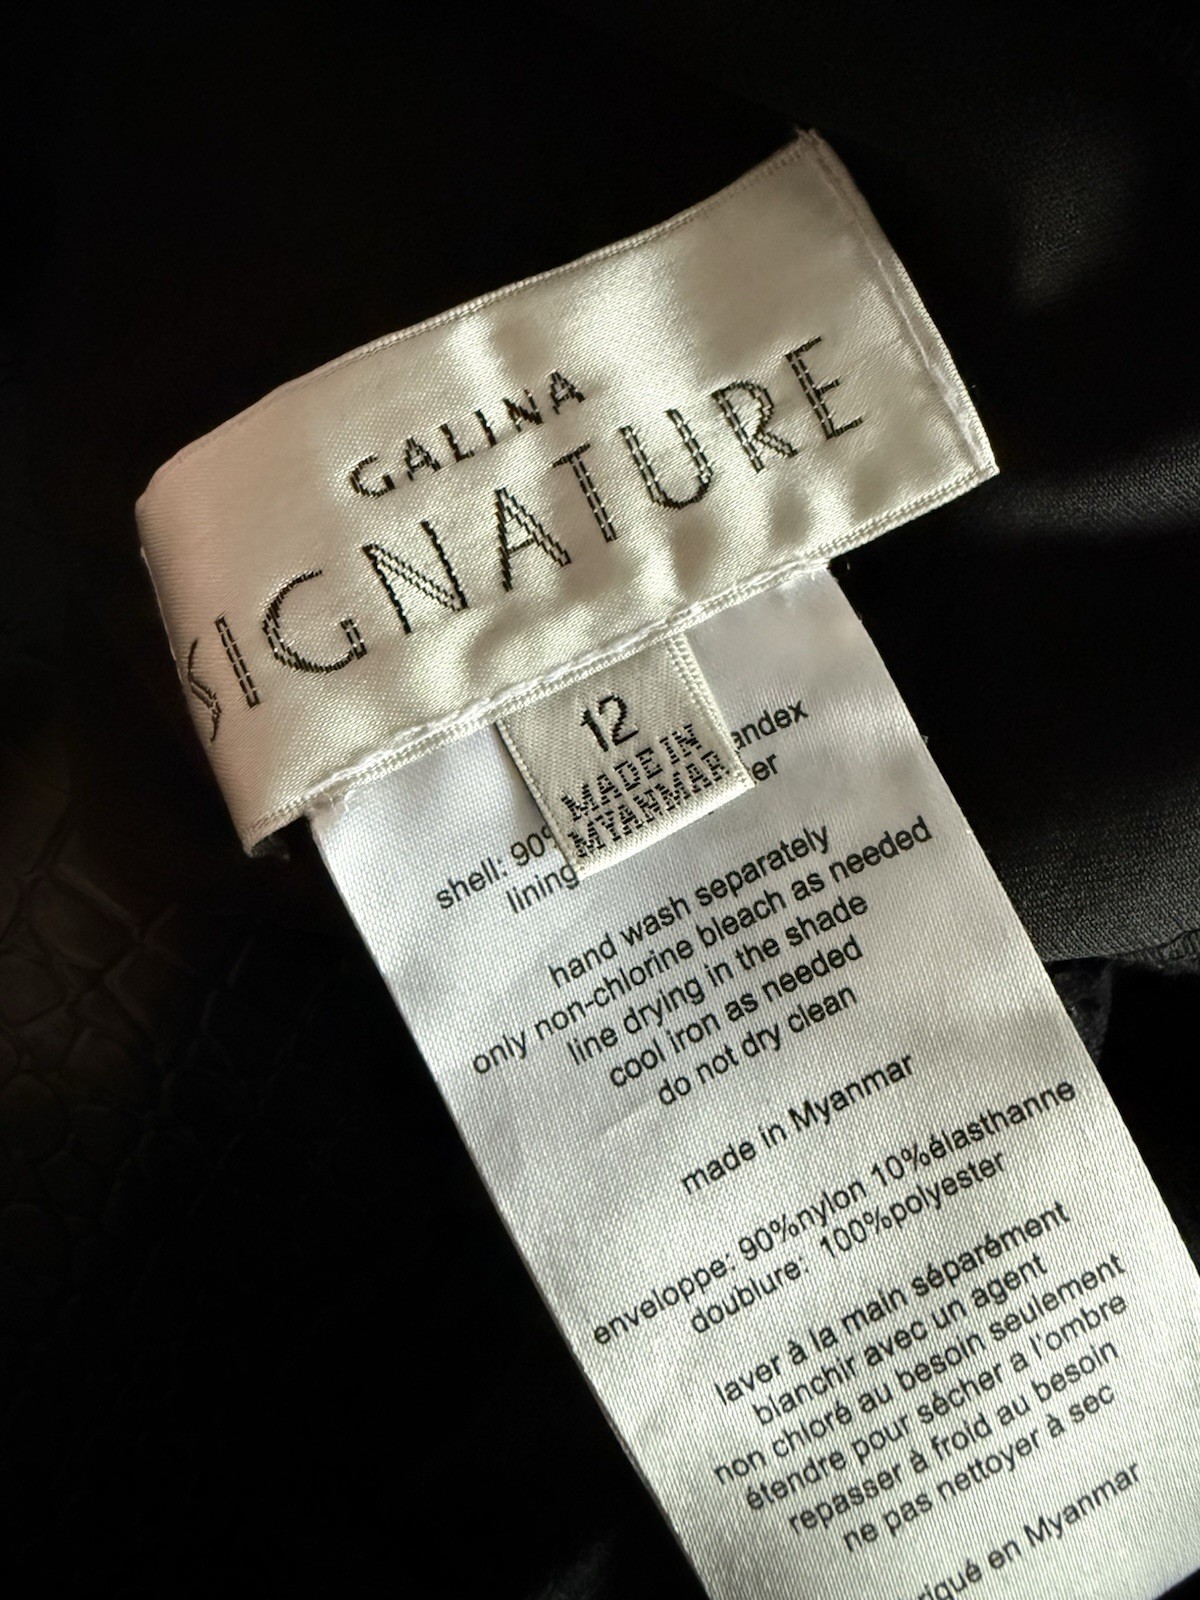 GALINA
SIGNATURE
12
MADE IN
MYANMAR
shell: 90%
lining
hand wash separately
only non-chlorine bleach as needed
line drying in the shade
cool iron as needed
do not dry clean
made in Myanmar
enveloppe: 90%nylon 10%élasthanne
doublure: 100%polyester
laver à la main séparément
blanchir avec un agent
non chloré au besoin seulement
étendre pour sécher a l'ombre
repasser à froid au besoin
ne pas nettoyer à sec
en Myanmar